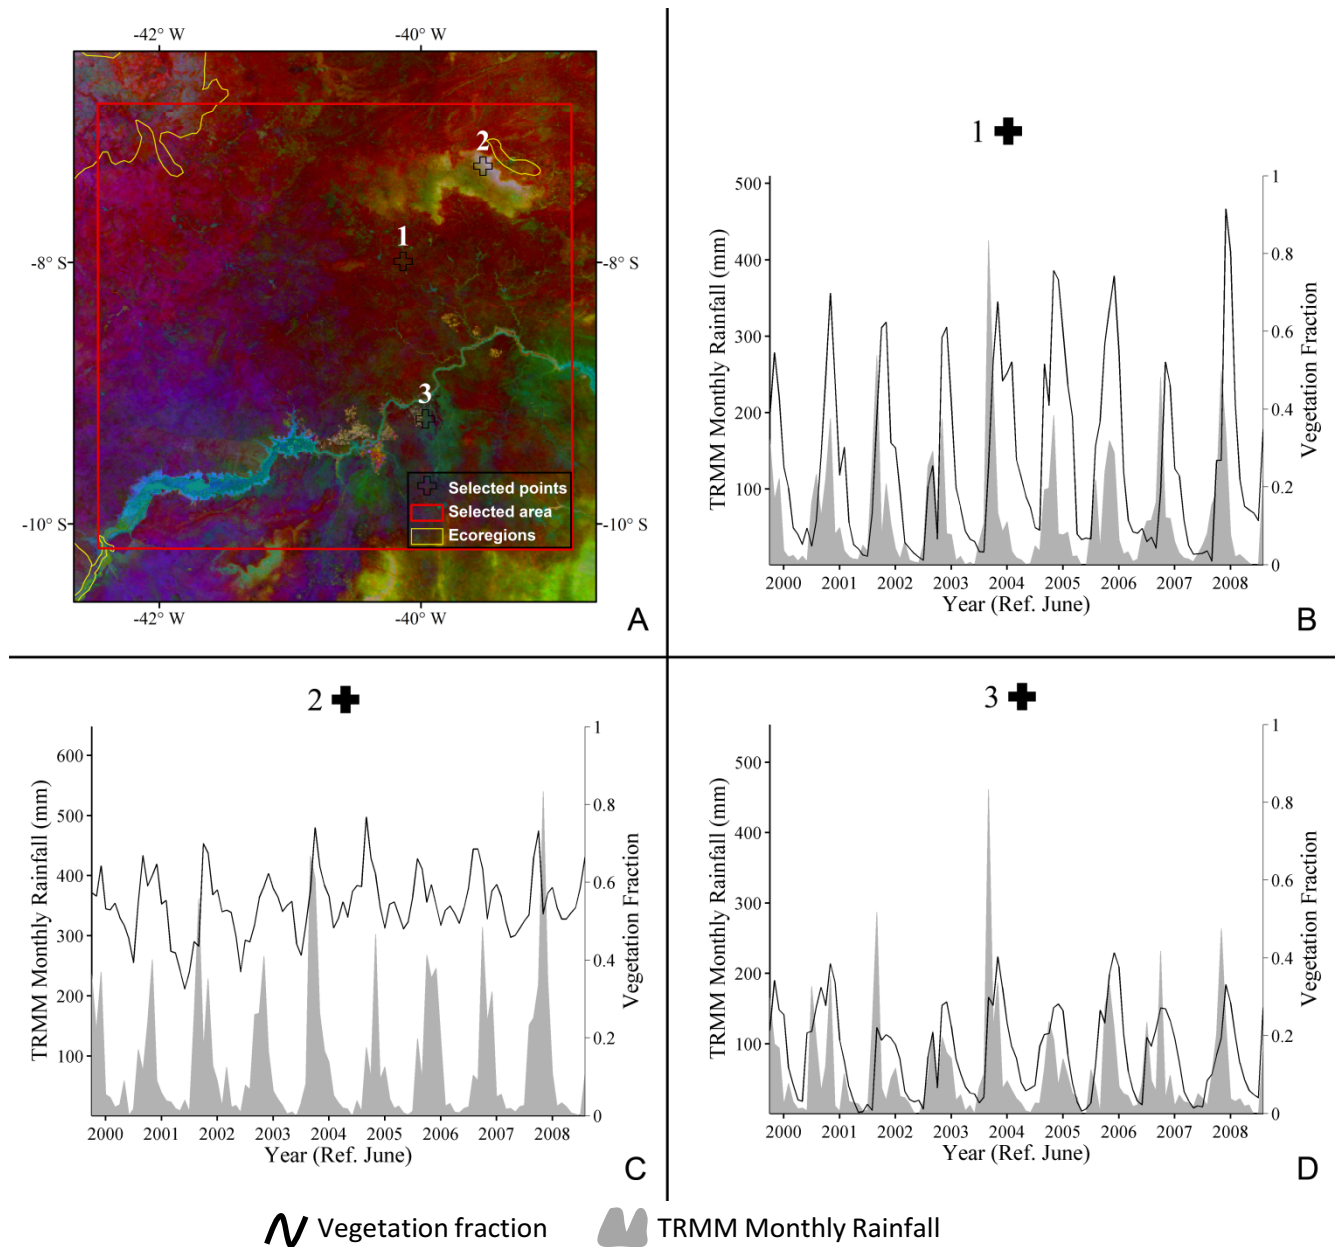 -42° W
-40° W
2
1
-8° S
-8° S
3
Selected points
Selected area
Ecoregions
-10° S
-10° S
-42° W
-40° W
A
1
500
400
300
200
100
TRMM Monthly Rainfall (mm)
1
0.8
0.6
0.4
0.2
0
Vegetation Fraction
2000 2001 2002 2003 2004 2005 2006 2007 2008
Year (Ref. June)
B
2
600
500
400
300
200
100
TRMM Monthly Rainfall (mm)
1
0.8
0.6
0.4
0.2
0
Vegetation Fraction
2000 2001 2002 2003 2004 2005 2006 2007 2008
Year (Ref. June)
C
3
500
400
300
200
100
TRMM Monthly Rainfall (mm)
1
0.8
0.6
0.4
0.2
0
Vegetation Fraction
2000 2001 2002 2003 2004 2005 2006 2007 2008
Year (Ref. June)
D
Vegetation fraction
TRMM Monthly Rainfall